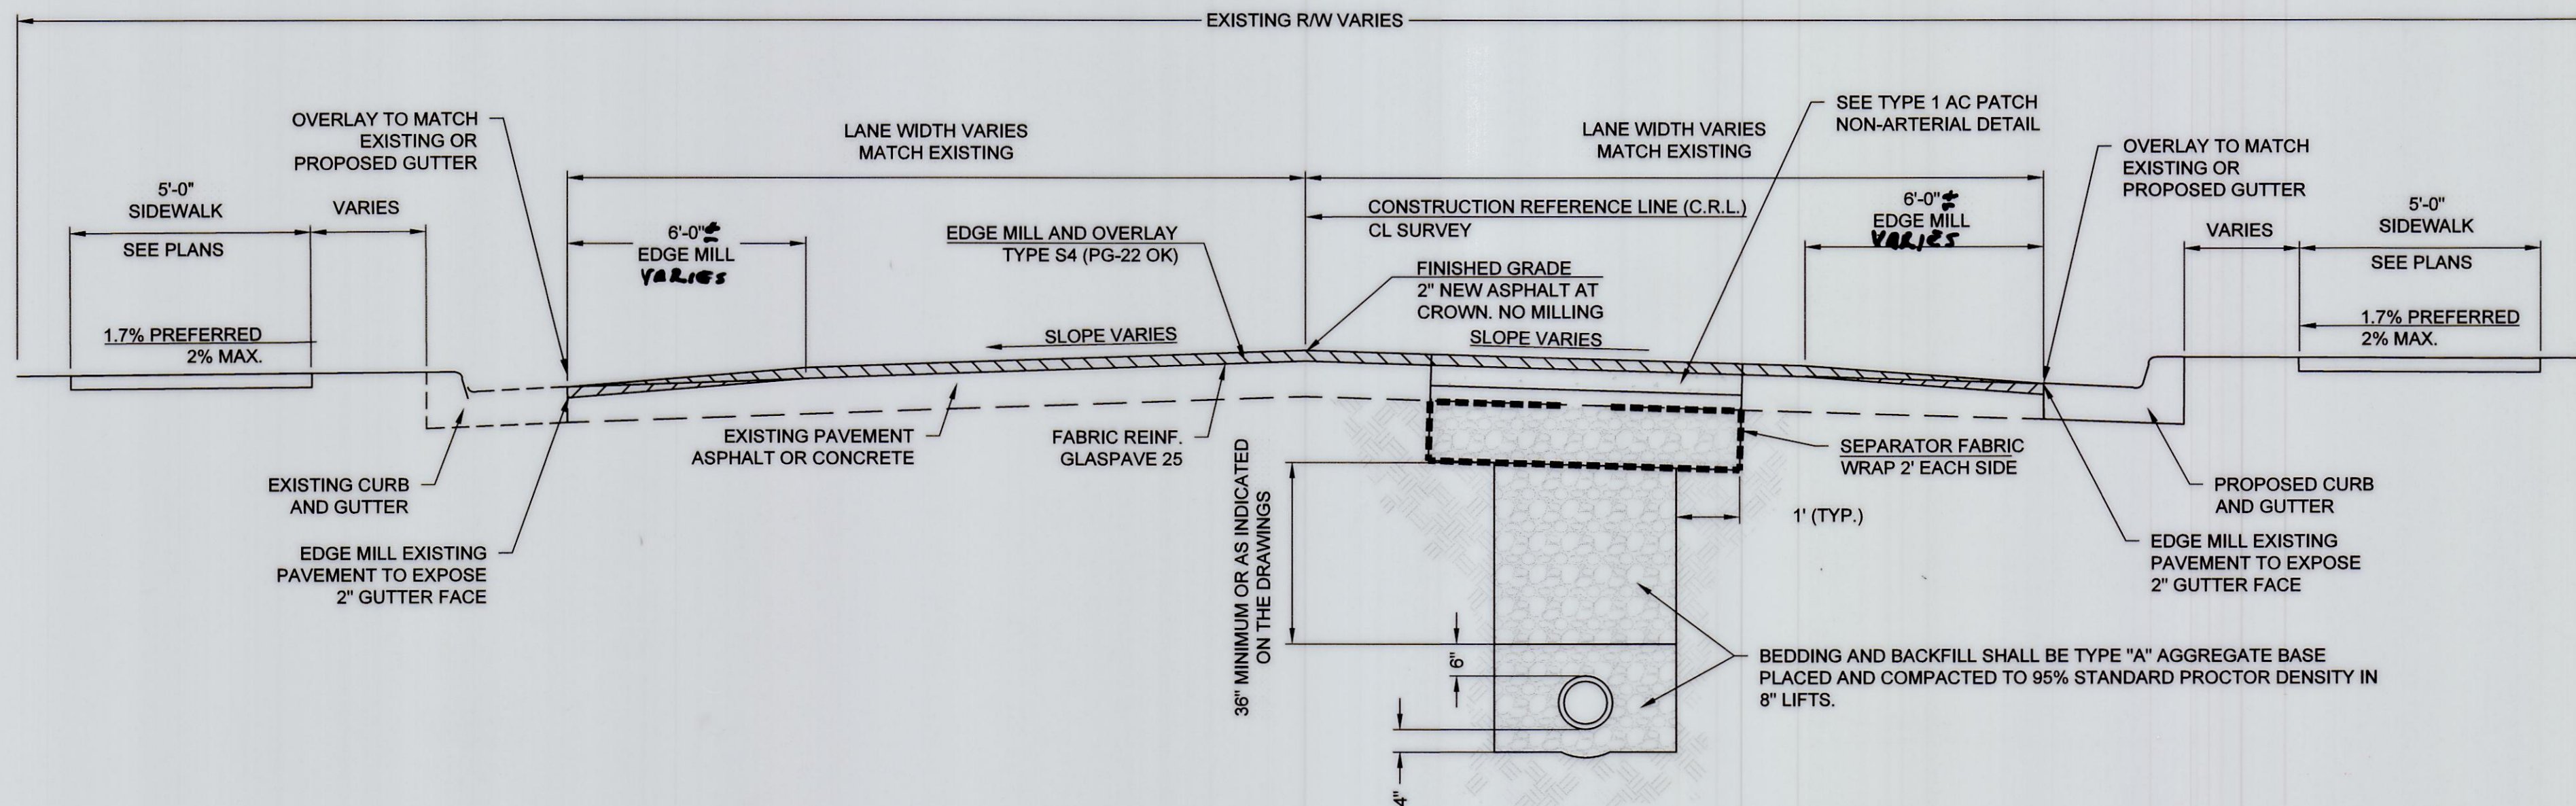 EXISTING R/W VARIES
OVERLAY TO MATCH
EXISTING OR
PROPOSED GUTTER
LANE WIDTH VARIES
MATCH EXISTING
LANE WIDTH VARIES
MATCH EXISTING
SEE TYPE 1 AC PATCH
NON-ARTERIAL DETAIL
OVERLAY TO MATCH
EXISTING OR
PROPOSED GUTTER
5'-0"
SIDEWALK
SEE PLANS
VARIES
6'-0"±
EDGE MILL
VARIES
EDGE MILL AND OVERLAY
TYPE S4 (PG-22 OK)
CONSTRUCTION REFERENCE LINE (C.R.L.)
CL SURVEY
6'-0"±
EDGE MILL
VARIES
VARIES
5'-0"
SIDEWALK
SEE PLANS
FINISHED GRADE
2" NEW ASPHALT AT
CROWN. NO MILLING
1.7% PREFERRED
2% MAX.
SLOPE VARIES
SLOPE VARIES
1.7% PREFERRED
2% MAX.
EXISTING PAVEMENT
ASPHALT OR CONCRETE
FABRIC REINF.
GLASPAVE 25
SEPARATOR FABRIC
WRAP 2' EACH SIDE
EXISTING CURB
AND GUTTER
PROPOSED CURB
AND GUTTER
1' (TYP.)
36" MINIMUM OR AS INDICATED
ON THE DRAWINGS
EDGE MILL EXISTING
PAVEMENT TO EXPOSE
2" GUTTER FACE
EDGE MILL EXISTING
PAVEMENT TO EXPOSE
2" GUTTER FACE
6"
BEDDING AND BACKFILL SHALL BE TYPE "A" AGGREGATE BASE
PLACED AND COMPACTED TO 95% STANDARD PROCTOR DENSITY IN
8" LIFTS.
4"